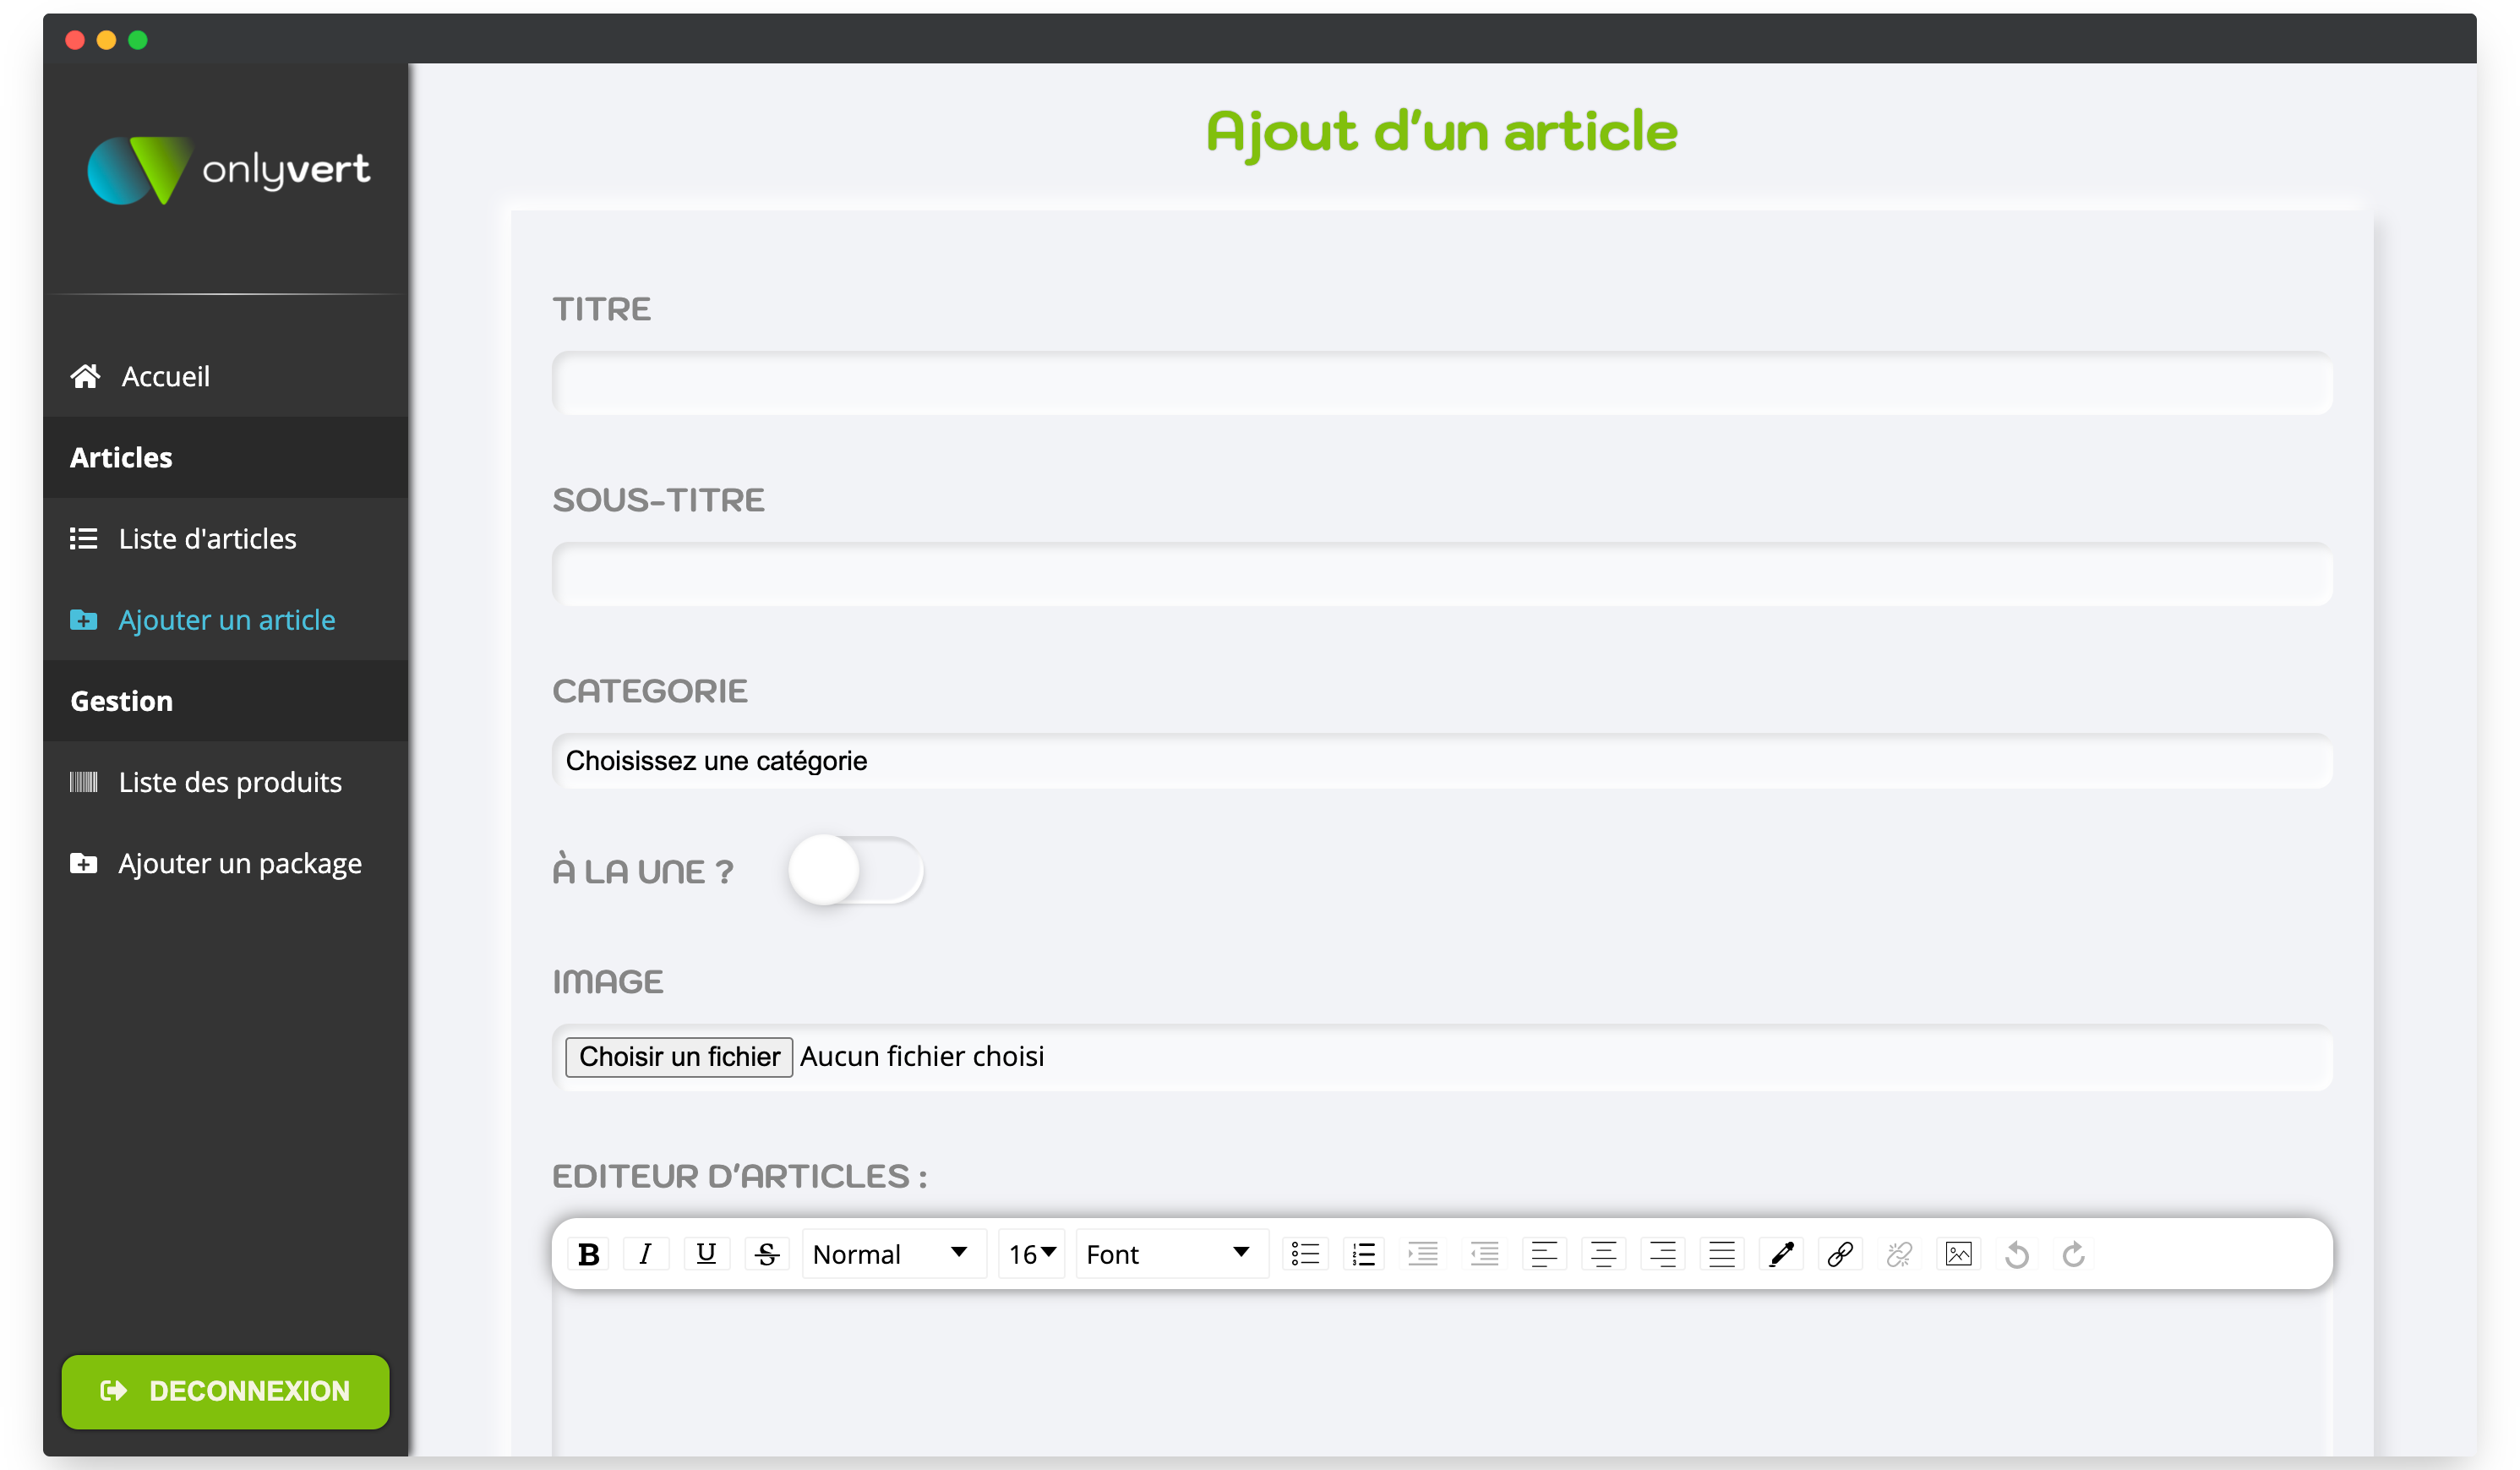 onlyvert
Accueil
Articles
Liste d'articles
Ajouter un article
Gestion
Liste des produits
Ajouter un package
DECONNEXION
Ajout d'un article
TITRE
SOUS-TITRE
CATEGORIE
Choisissez une catégorie
À LA UNE ?
IMAGE
Choisir un fichier Aucun fichier choisi
EDITEUR D'ARTICLES :
B I U S Normal 16 Font